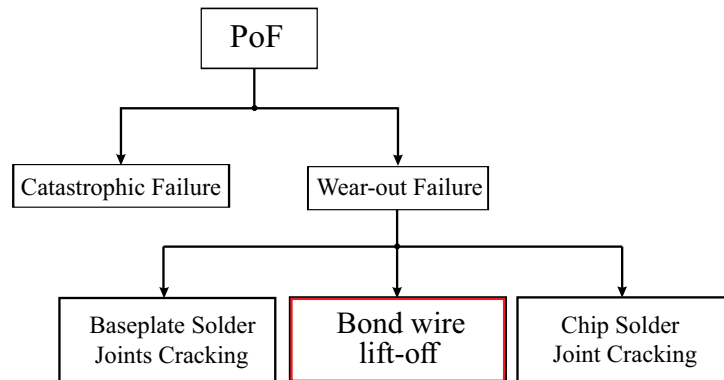 PoF
Catastrophic Failure
Wear-out Failure
Baseplate Solder
Joints Cracking
Bond wire
lift-off
Chip Solder
Joint Cracking